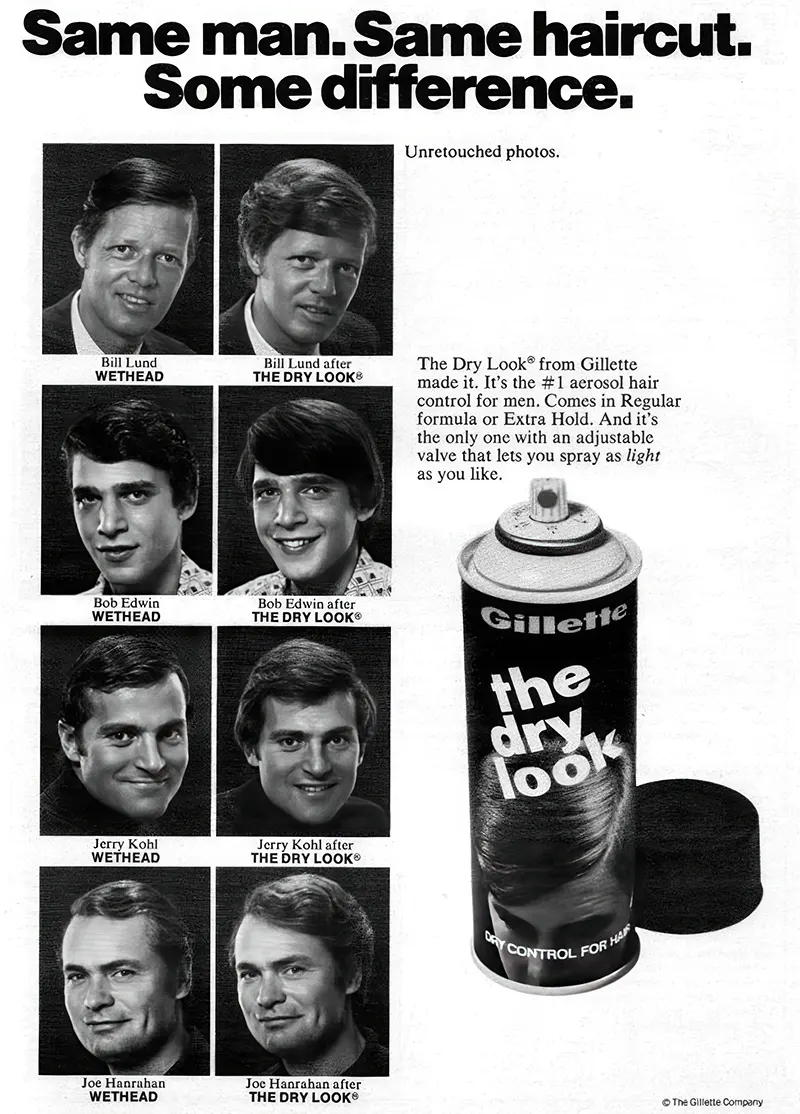 Same man. Same haircut.
Some difference.
Unretouched photos.
Bill Lund
WETHEAD
Bill Lund after
THE DRY LOOK®
The Dry Look® from Gillette
made it. It's the #1 aerosol hair
control for men. Comes in Regular
formula or Extra Hold. And it's
the only one with an adjustable
valve that lets you spray as light
as you like.
Bob Edwin
WETHEAD
Bob Edwin after
THE DRY LOOK®
Jerry Kohl
WETHEAD
Jerry Kohl after
THE DRY LOOK®
Joe Hanrahan
WETHEAD
Joe Hanrahan after
THE DRY LOOK®
Gillette
the
dry
look
DRY CONTROL FOR HAIR
© The Gillette Company